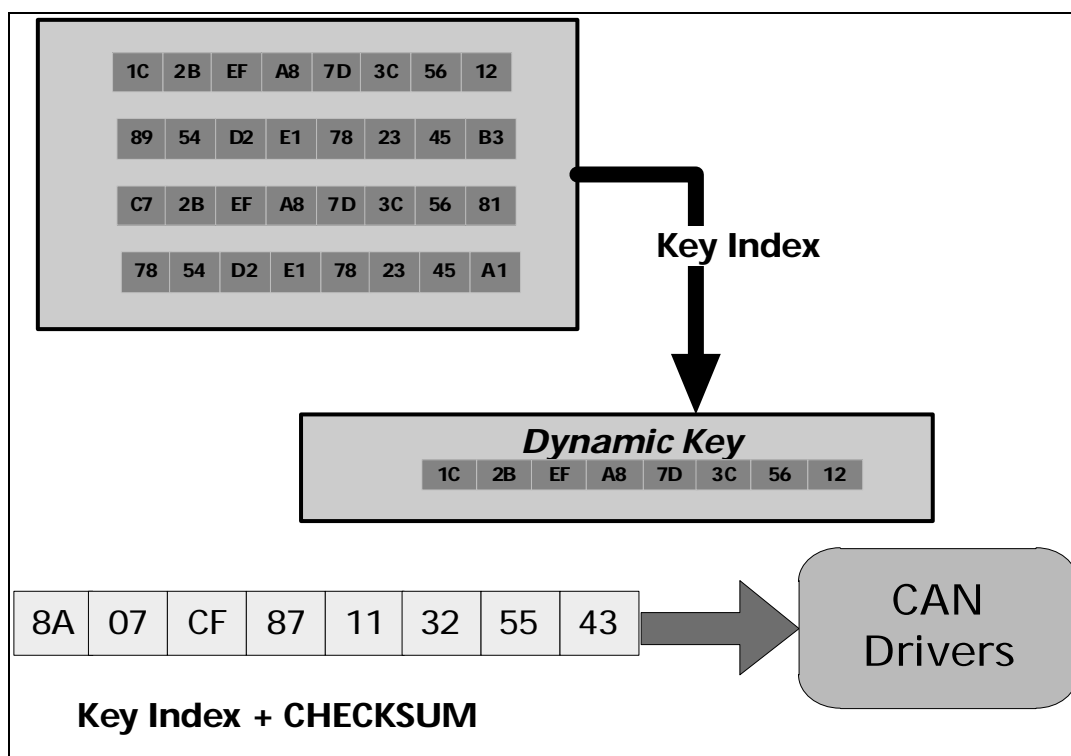 1C 2B EF A8 7D 3C 56 12
89 54 D2 E1 78 23 45 B3
C7 2B EF A8 7D 3C 56 81
78 54 D2 E1 78 23 45 A1
Key Index
Dynamic Key
1C 2B EF A8 7D 3C 56 12
8A 07 CF 87 11 32 55 43
CAN
Drivers
Key Index + CHECKSUM